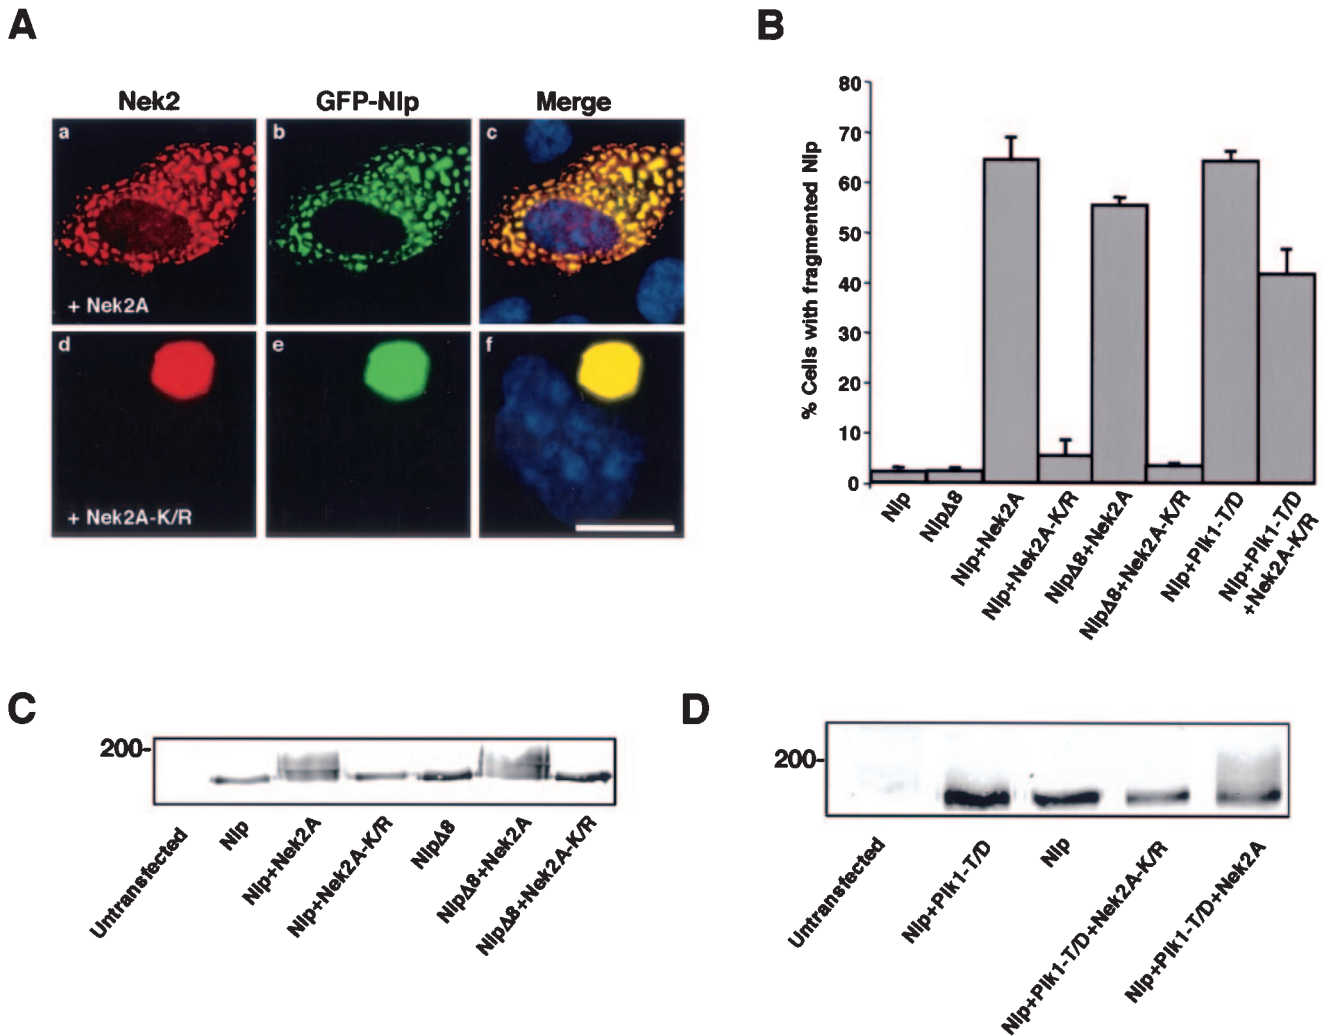 A
B
Nek2
GFP-Nlp
Merge
a
b
c
+ Nek2A
d
e
f
+ Nek2A-K/R
% Cells with fragmented Nlp
80
70
60
50
40
30
20
10
0
Nlp
NlpΔ8
Nlp+Nek2A
Nlp+Nek2A-K/R
NlpΔ8+Nek2A
NlpΔ8+Nek2A-K/R
Nlp+Plk1-T/D
Nlp+Plk1-T/D
+Nek2A-K/R
C
200-
Untransfected
Nlp
Nlp+Nek2A
Nlp+Nek2A-K/R
NlpΔ8
NlpΔ8+Nek2A
NlpΔ8+Nek2A-K/R
D
200-
Untransfected
Nlp+Plk1-T/D
Nlp
Nlp+Plk1-T/D+Nek2A-K/R
Nlp+Plk1-T/D+Nek2A